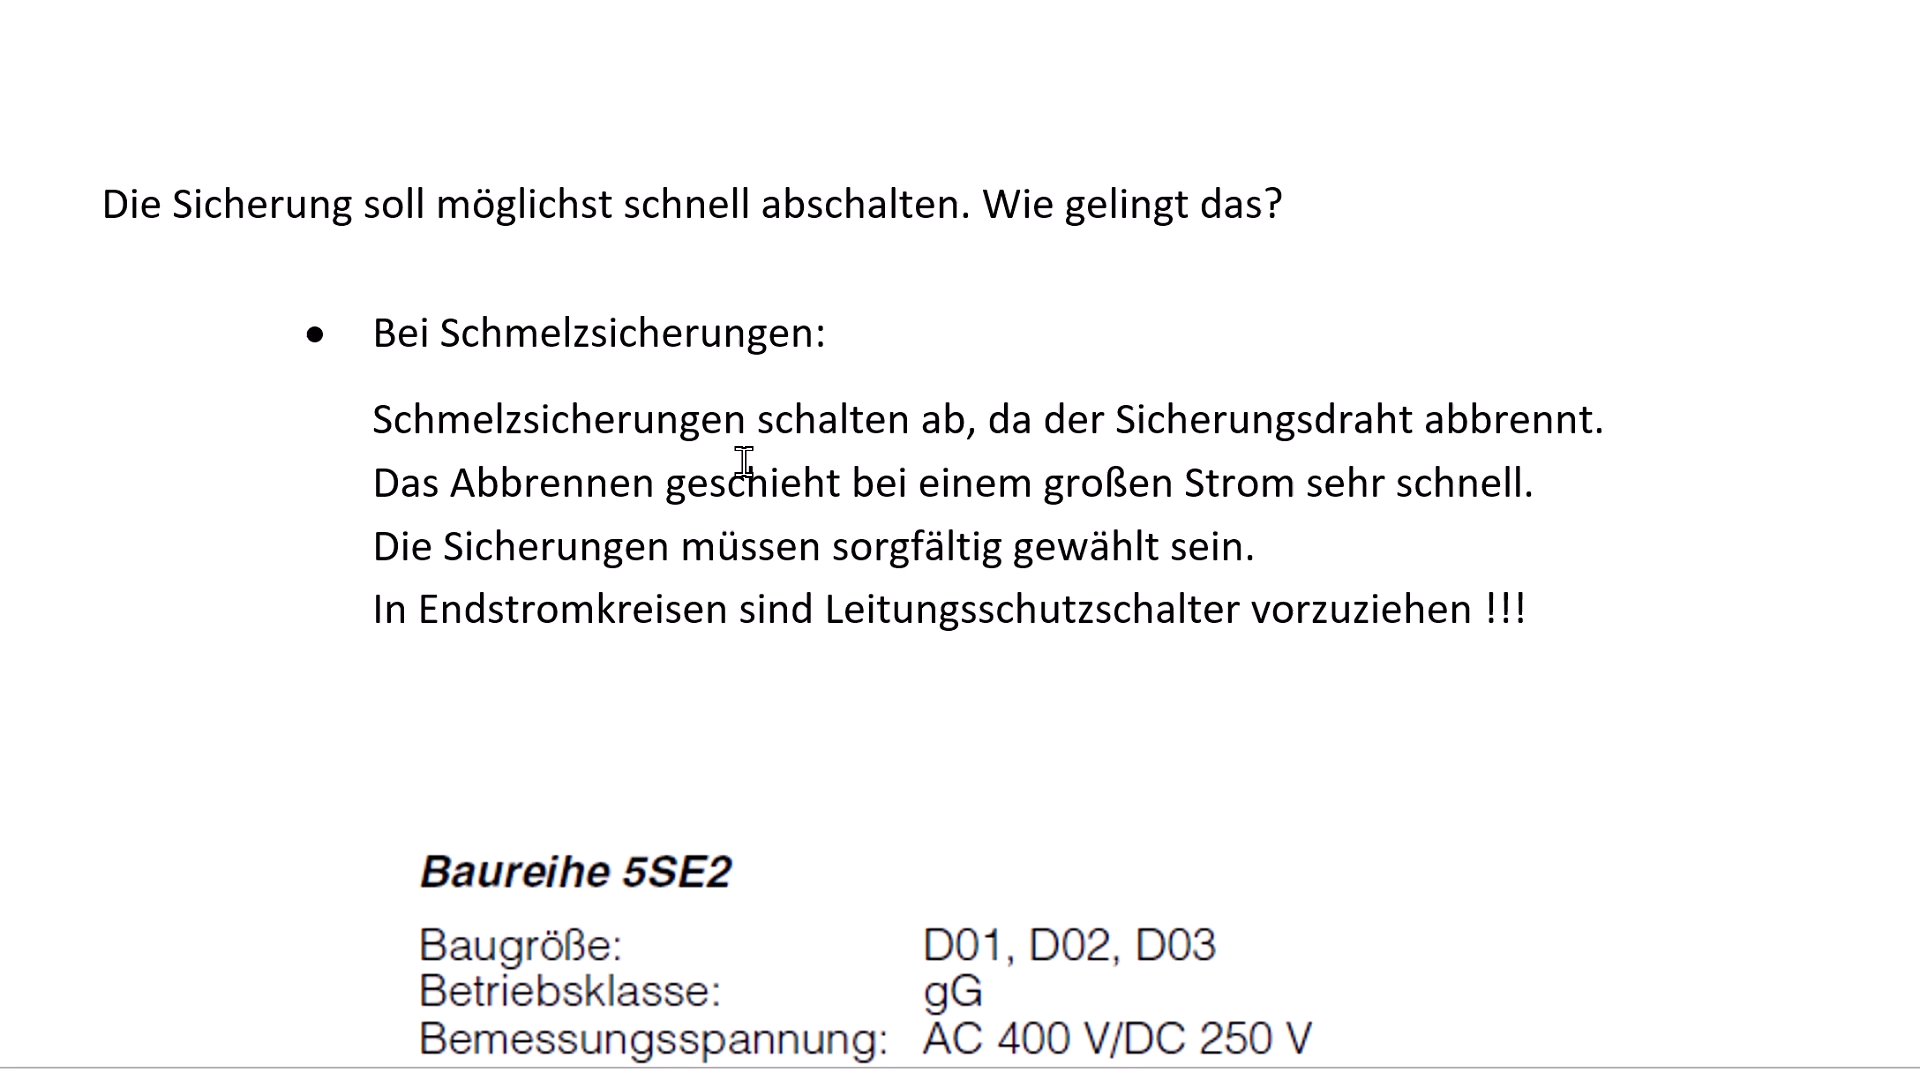 Die Sicherung soll möglichst schnell abschalten. Wie gelingt das?
• Bei Schmelzsicherungen:
Schmelzsicherungen schalten ab, da der Sicherungsdraht abbrennt.
Das Abbrennen geschieht bei einem großen Strom sehr schnell.
Die Sicherungen müssen sorgfältig gewählt sein.
In Endstromkreisen sind Leitungsschutzschalter vorzuziehen !!!
Baureihe 5SE2
Baugröße: D01, D02, D03
Betriebsklasse: gG
Bemessungsspannung: AC 400 V/DC 250 V